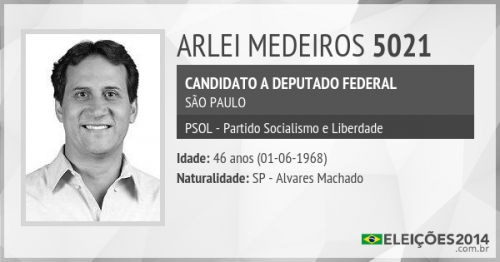 ARLEI MEDEIROS 5021
CANDIDATO A DEPUTADO FEDERAL
SÃO PAULO
PSOL - Partido Socialismo e Liberdade
Idade: 46 anos (01-06-1968)
Naturalidade: SP - Alvares Machado
ELEIÇÕES2014
.com.br